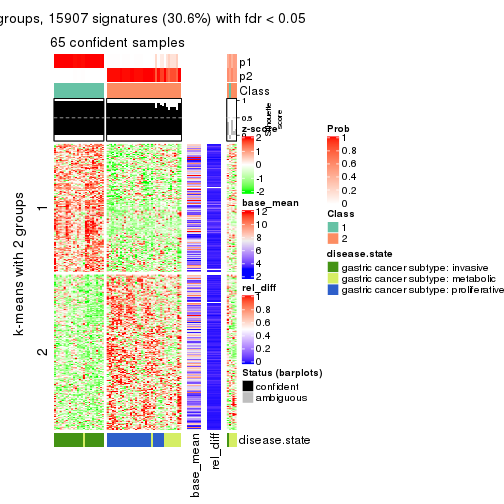 groups, 15907 signatures (30.6%) with fdr < 0.05
65 confident samples
p1
p2
Class
1
0.5
0
Silhouette
score
z-score
2
1
0
-1
-2
base_mean
12
10
8
6
4
2
rel_diff
1
0.8
0.6
0.4
0.2
0
Status (barplots)
confident
ambiguous
Prob
1
0.8
0.6
0.4
0.2
0
Class
1
2
disease.state
gastric cancer subtype: invasive
gastric cancer subtype: metabolic
gastric cancer subtype: proliferative
k-means with 2 groups
1
2
disease.state
base_mean
rel_diff